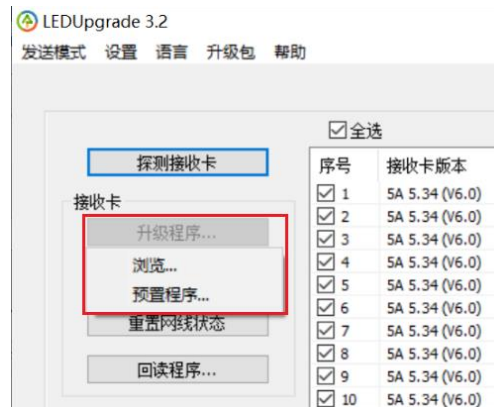 LEDUpgrade 3.2
发送模式 设置 语言 升级包 帮助
全选
探测接收卡
序号 接收卡版本
接收卡
升级程序...
浏览...
预置程序...
重置网线状态
回读程序...
1 5A 5.34 (V6.0)
2 5A 5.34 (V6.0)
3 5A 5.34 (V6.0)
4 5A 5.34 (V6.0)
5 5A 5.34 (V6.0)
6 5A 5.34 (V6.0)
7 5A 5.34 (V6.0)
8 5A 5.34 (V6.0)
9 5A 5.34 (V6.0)
10 5A 5.34 (V6.0)